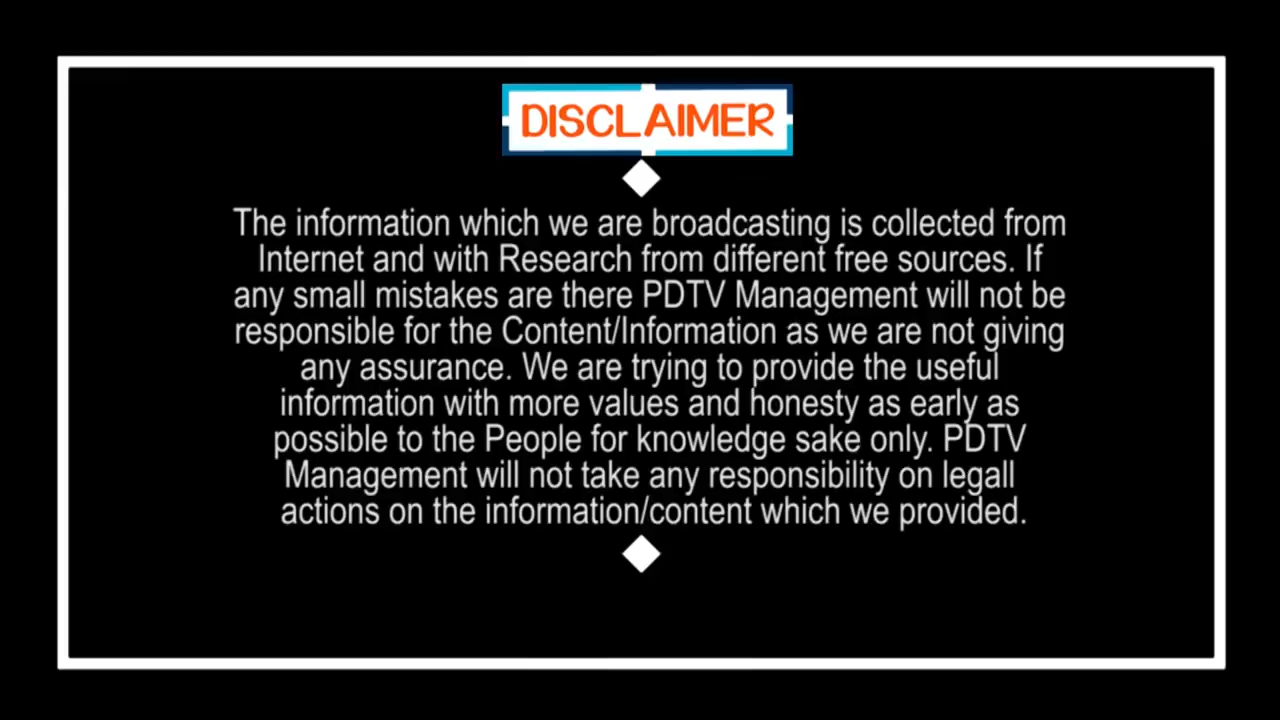 DISCLAIMER
The information which we are broadcasting is collected from
Internet and with Research from different free sources. If
any small mistakes are there PDTV Management will not be
responsible for the Content/Information as we are not giving
any assurance. We are trying to provide the useful
information with more values and honesty as early as
possible to the People for knowledge sake only. PDTV
Management will not take any responsibility on legall
actions on the information/content which we provided.